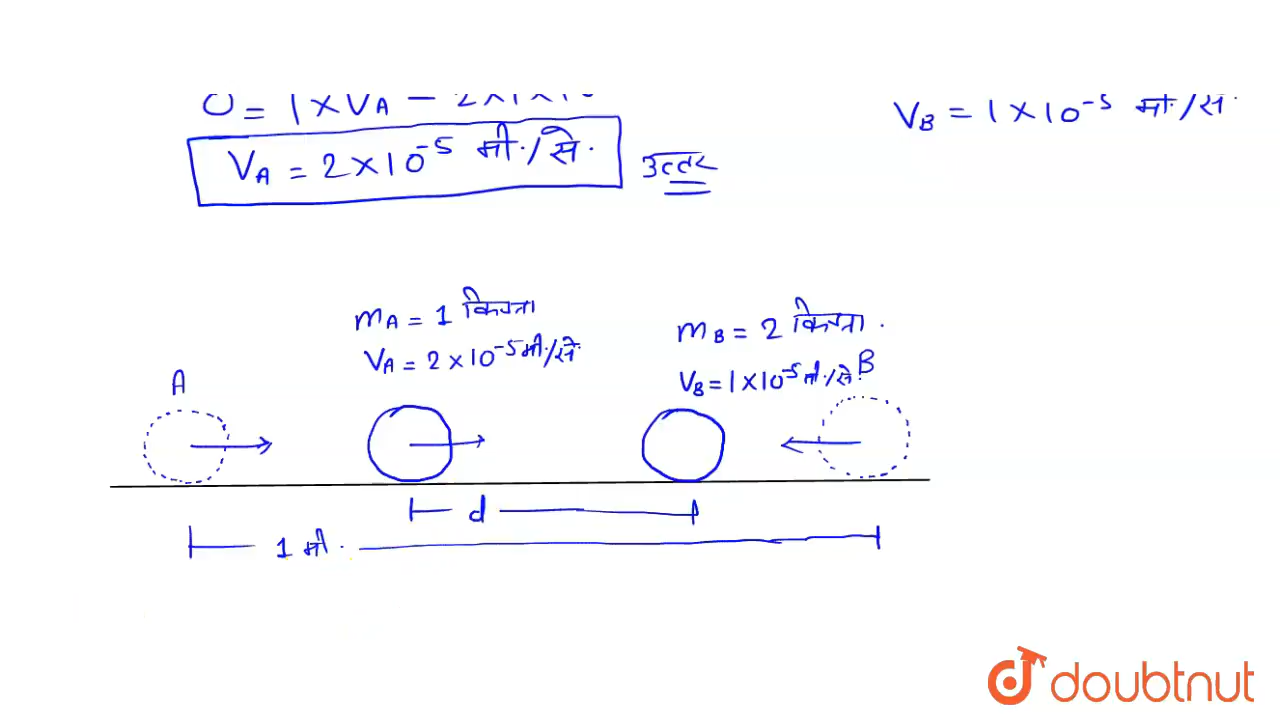 V_A = 2 × 10⁻⁵ मी./से. उत्तर
V_B = 1 × 10⁻⁵ मी./से.
m_A = 1 किग्रा
V_A = 2 × 10⁻⁵ मी./से.
m_B = 2 किग्रा.
V_B = 1 × 10⁻⁵ मी./से.
A
B
d
1 मी.
doubtnut